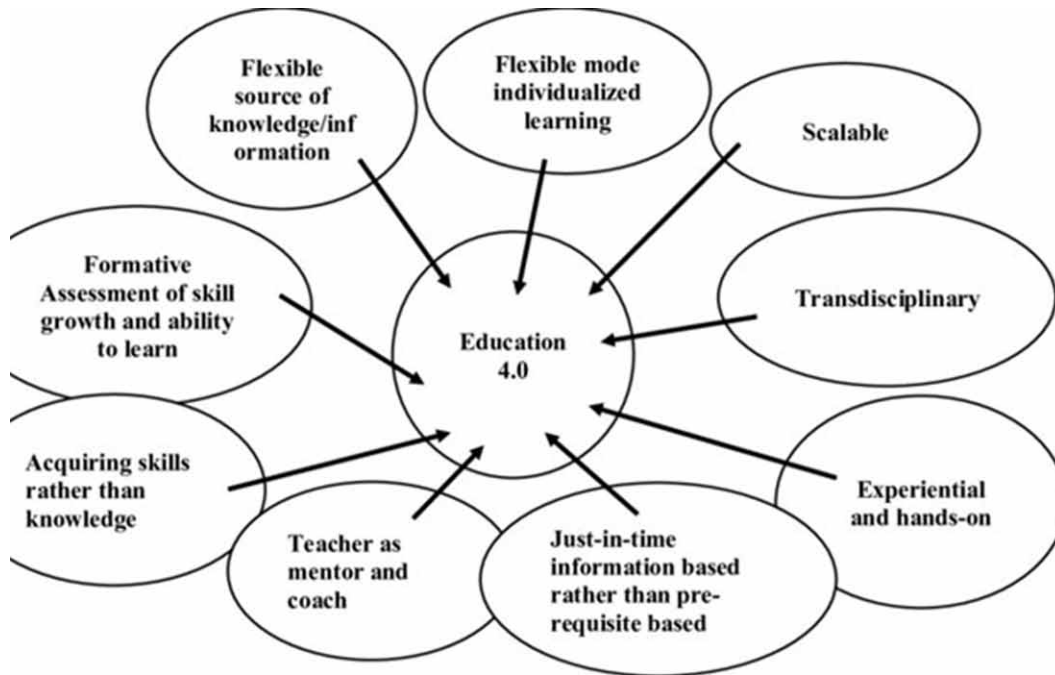 Flexible
source of
knowledge/inf
ormation
Flexible mode
individualized
learning
Scalable
Formative
Assessment of skill
growth and ability
to learn
Transdisciplinary
Education
4.0
Acquiring skills
rather than
knowledge
Teacher as
mentor and
coach
Just-in-time
information based
rather than pre-
requisite based
Experiential
and hands-on